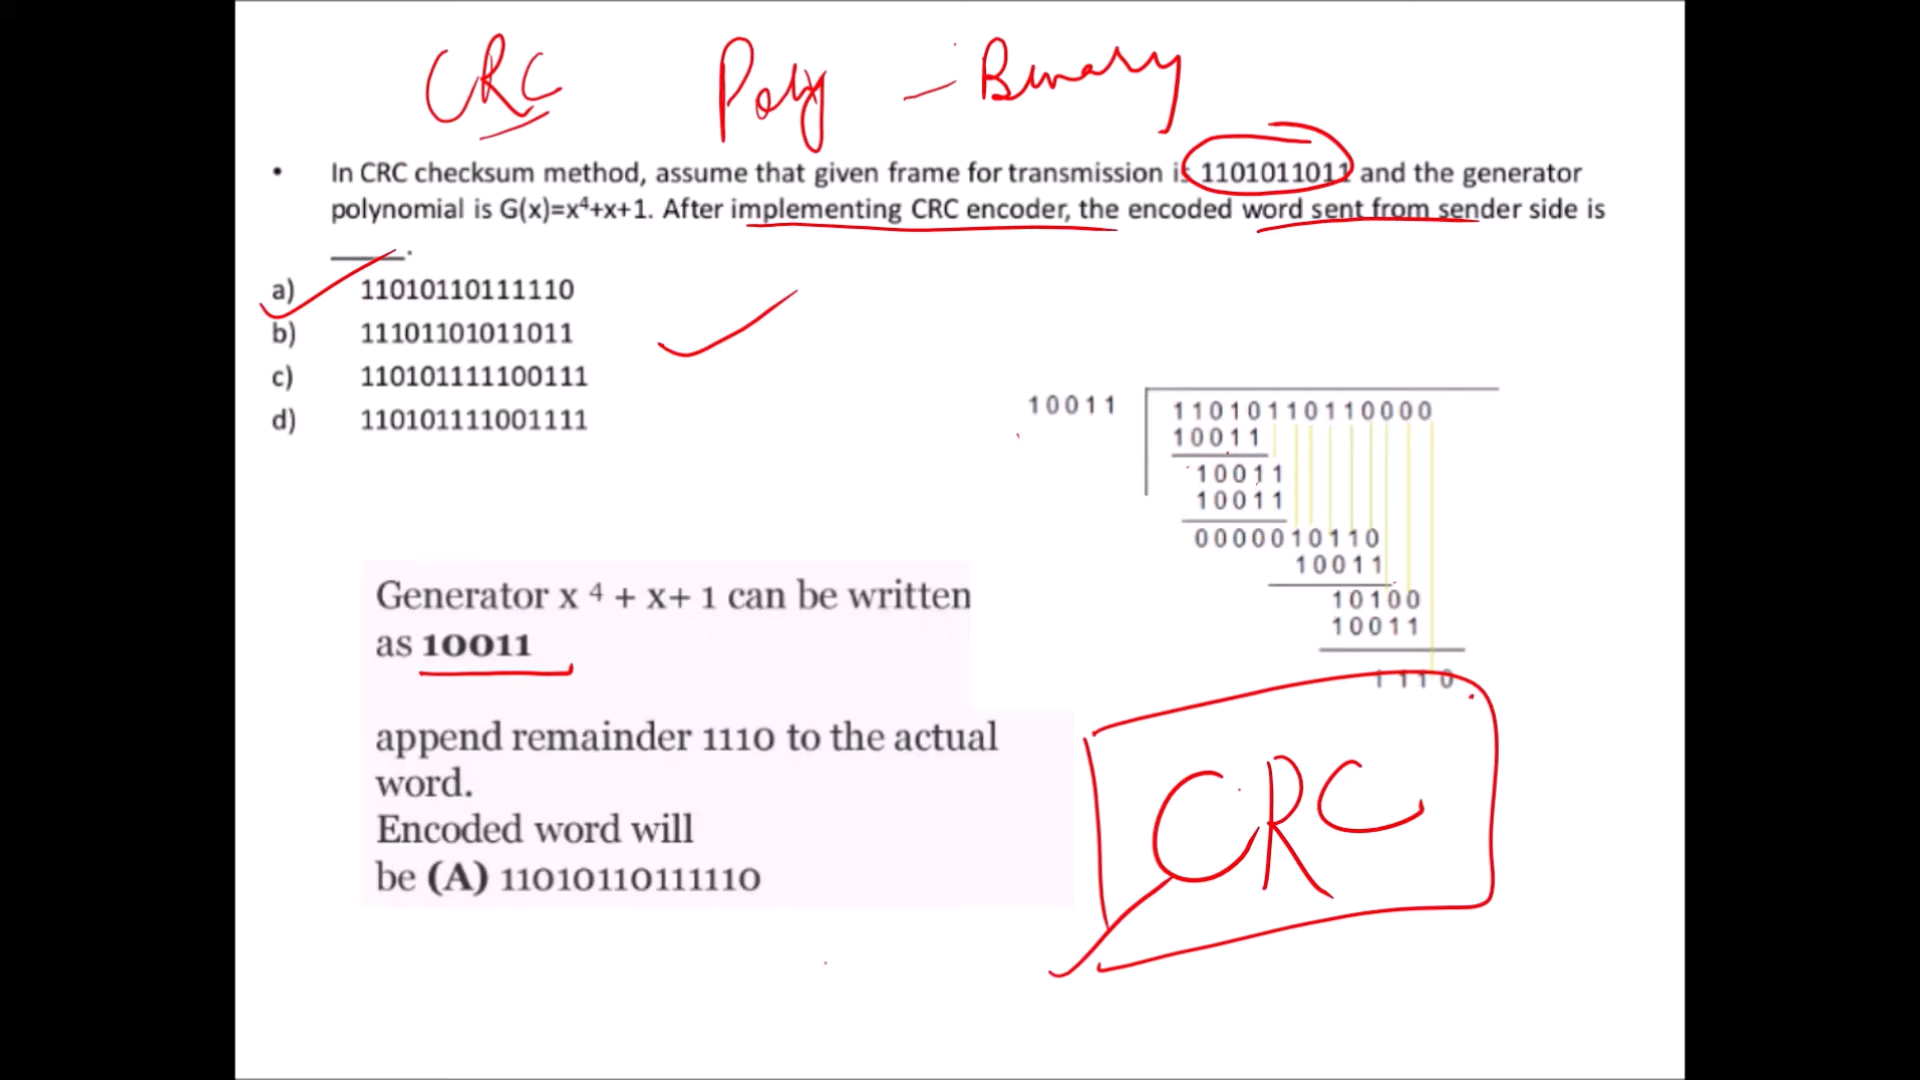 CRC Poly - Binary
• In CRC checksum method, assume that given frame for transmission is 1101011011 and the generator
polynomial is G(x)=x⁴+x+1. After implementing CRC encoder, the encoded word sent from sender side is
_____.
a) 11010110111110
b) 11101101011011
c) 110101111100111
d) 110101111001111
10011
11010110110000
10011
10011
10011
0000010110
10011
10100
10011
1110
Generator x 4 + x+ 1 can be written
as 10011
append remainder 1110 to the actual
word.
Encoded word will
be (A) 11010110111110
CRC